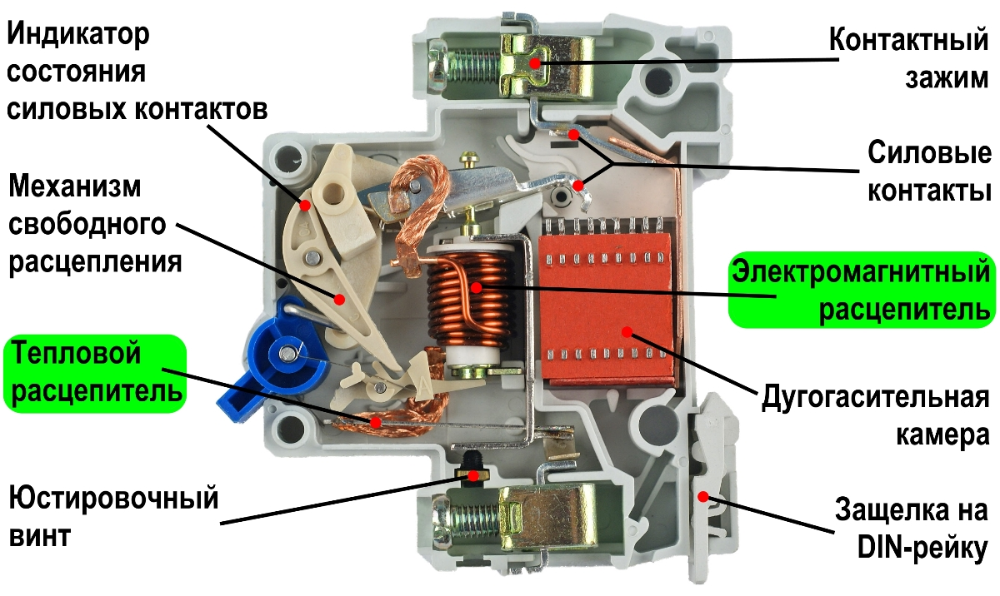 Индикатор
состояния
силовых контактов
Механизм
свободного
расцепления
Тепловой
расцепитель
Юстировочный
винт
Контактный
зажим
Силовые
контакты
Электромагнитный
расцепитель
Дугогасительная
камера
Защелка на
DIN-рейку